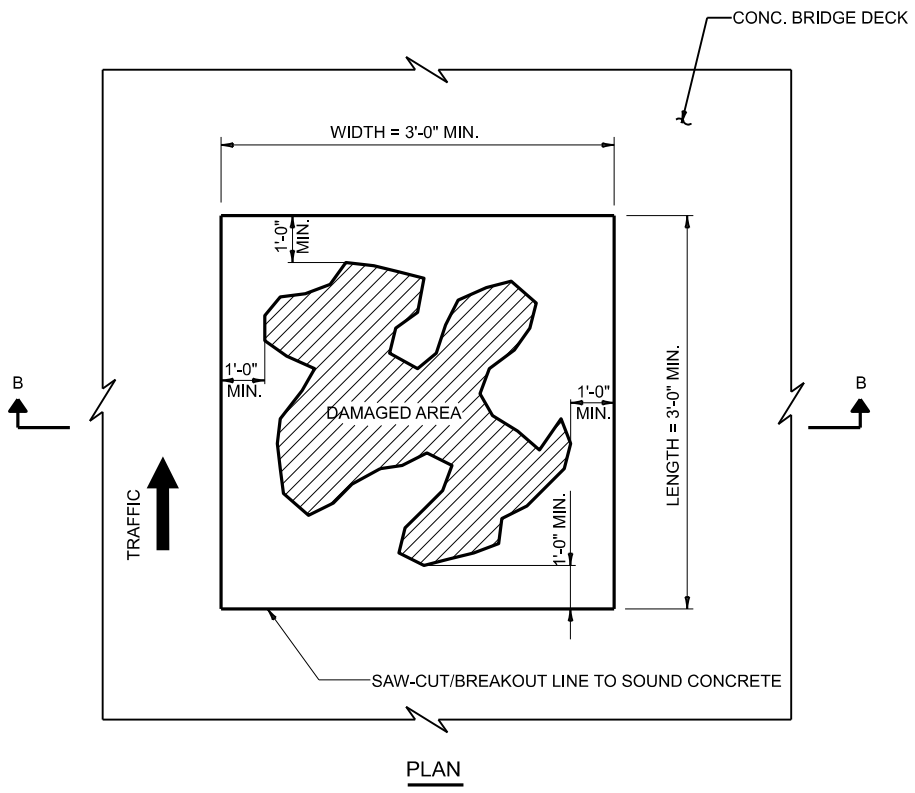 CONC. BRIDGE DECK
WIDTH = 3'-0" MIN.
1'-0"
MIN.
1'-0"
MIN.
1'-0"
MIN.
B
B
DAMAGED AREA
LENGTH = 3'-0" MIN.
TRAFFIC
1'-0" MIN.
SAW-CUT/BREAKOUT LINE TO SOUND CONCRETE
PLAN